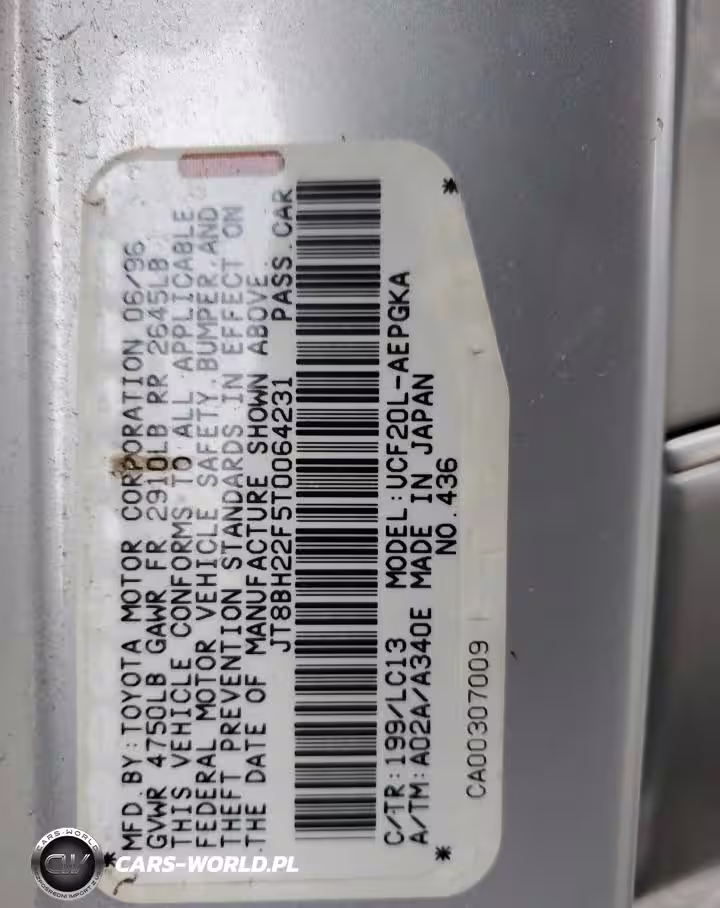 MFD. BY: TOYOTA MOTOR CORPORATION 06/96
GVWR 4750LB GAWR FR 2910LB RR 2645LB
THIS VEHICLE CONFORMS TO ALL APPLICABLE
FEDERAL MOTOR VEHICLE SAFETY, BUMPER, AND
THEFT PREVENTION STANDARDS IN EFFECT ON
THE DATE OF MANUFACTURE SHOWN ABOVE.
JT8BH22F5T0064231 PASS. CAR
C/TR: 199/LC13 MODEL: UCF20L-AEPGKA
A/TM: A02A/A340E MADE IN JAPAN
NO. 436
CA00307009
CARS-WORLD.PL
CARS-WORLD
CW